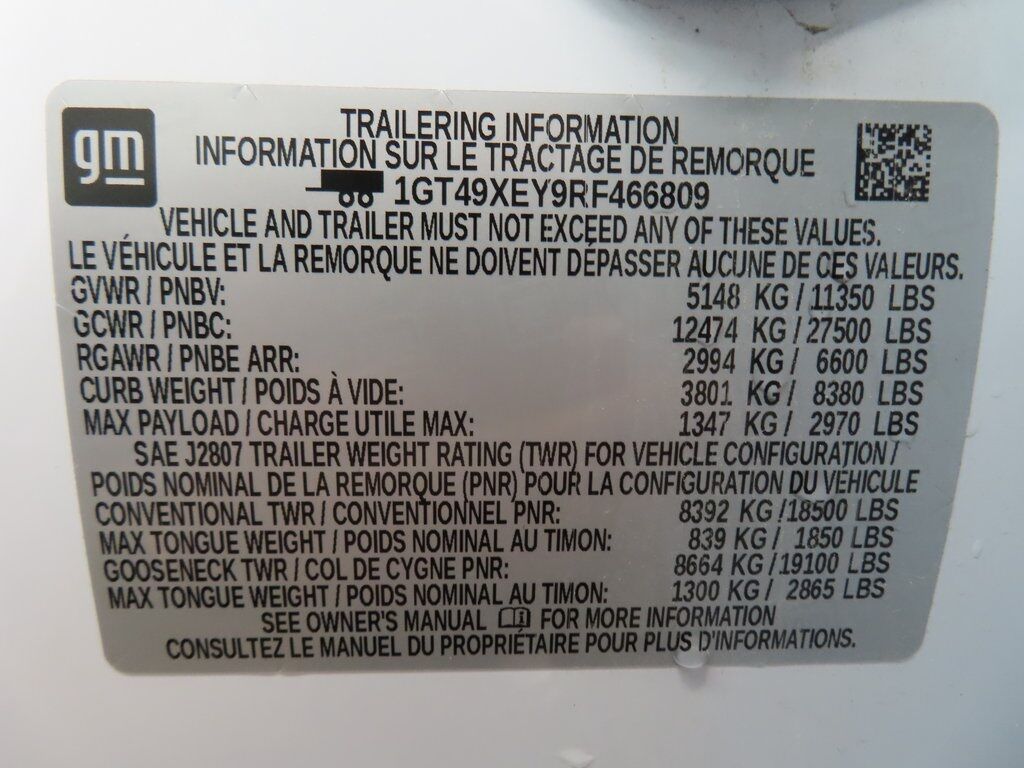 gm
TRAILERING INFORMATION
INFORMATION SUR LE TRACTAGE DE REMORQUE
1GT49XEY9RF466809
VEHICLE AND TRAILER MUST NOT EXCEED ANY OF THESE VALUES.
LE VÉHICULE ET LA REMORQUE NE DOIVENT DÉPASSER AUCUNE DE CES VALEURS.
GVWR / PNBV: 5148 KG / 11350 LBS
GCWR / PNBC: 12474 KG / 27500 LBS
RGAWR / PNBE ARR: 2994 KG / 6600 LBS
CURB WEIGHT / POIDS À VIDE: 3801 KG / 8380 LBS
MAX PAYLOAD / CHARGE UTILE MAX: 1347 KG / 2970 LBS
SAE J2807 TRAILER WEIGHT RATING (TWR) FOR VEHICLE CONFIGURATION /
POIDS NOMINAL DE LA REMORQUE (PNR) POUR LA CONFIGURATION DU VÉHICULE
CONVENTIONAL TWR / CONVENTIONNEL PNR: 8392 KG / 18500 LBS
MAX TONGUE WEIGHT / POIDS NOMINAL AU TIMON: 839 KG / 1850 LBS
GOOSENECK TWR / COL DE CYGNE PNR: 8664 KG / 19100 LBS
MAX TONGUE WEIGHT / POIDS NOMINAL AU TIMON: 1300 KG / 2865 LBS
SEE OWNER'S MANUAL FOR MORE INFORMATION
CONSULTEZ LE MANUEL DU PROPRIÉTAIRE POUR PLUS D'INFORMATIONS.